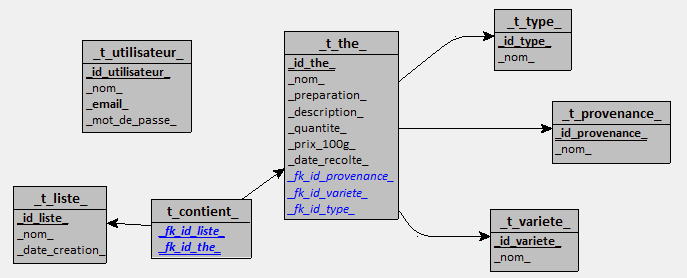 _t_utilisateur_
_id_utilisateur_
_nom_
_email_
_mot_de_passe_
_t_the_
_id_the_
_nom_
_preparation_
_description_
_quantite_
_prix_100g_
_date_recolte_
_fk_id_provenance_
_fk_id_variete_
_fk_id_type_
_t_type_
_id_type_
_nom_
_t_provenance_
_id_provenance_
_nom_
_t_liste_
_id_liste_
_nom_
_date_creation_
_t_contient_
_fk_id_liste_
_fk_id_the_
_t_variete_
_id_variete_
_nom_